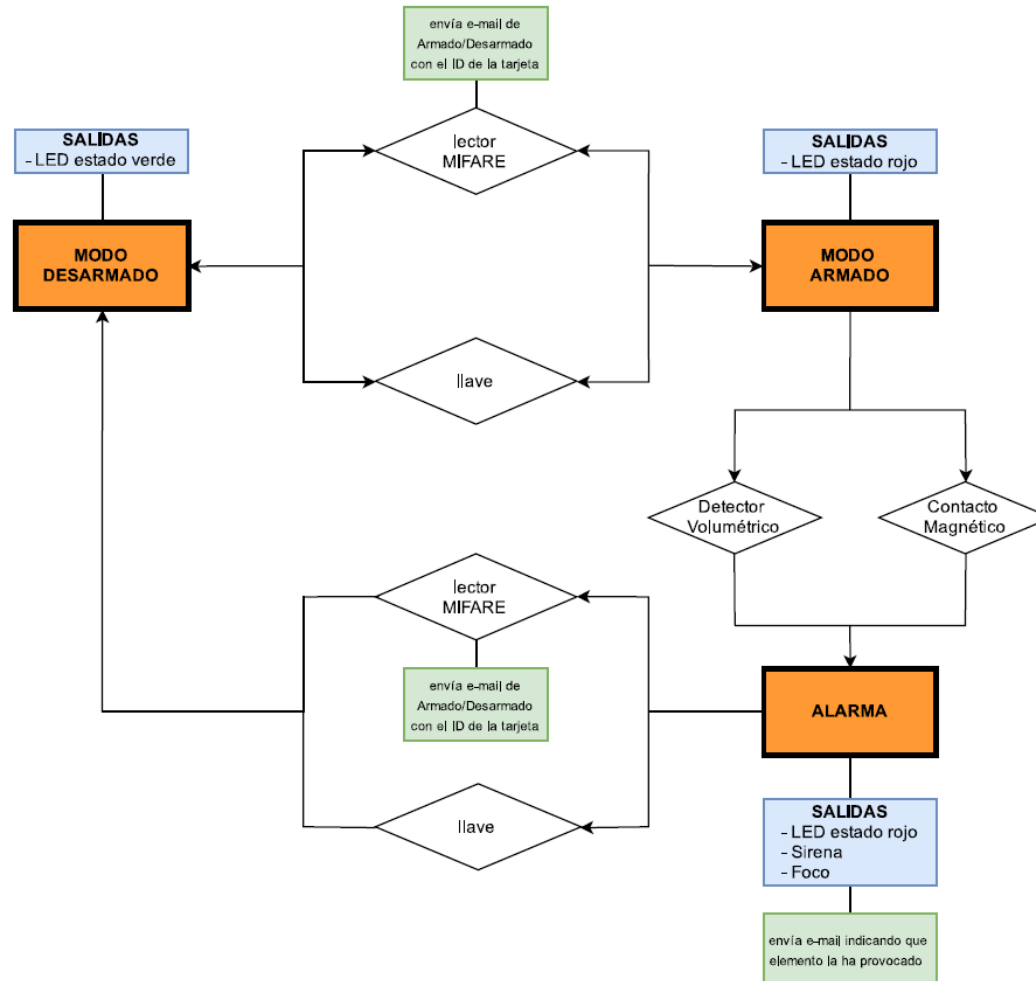 envía e-mail de
Armado/Desarmado
con el ID de la tarjeta
lector
MIFARE
SALIDAS
- LED estado verde
SALIDAS
- LED estado rojo
MODO
DESARMADO
MODO
ARMADO
llave
Detector
Volumétrico
Contacto
Magnético
lector
MIFARE
envía e-mail de
Armado/Desarmado
con el ID de la tarjeta
ALARMA
llave
SALIDAS
- LED estado rojo
- Sirena
- Foco
envía e-mail indicando que
elemento la ha provocado